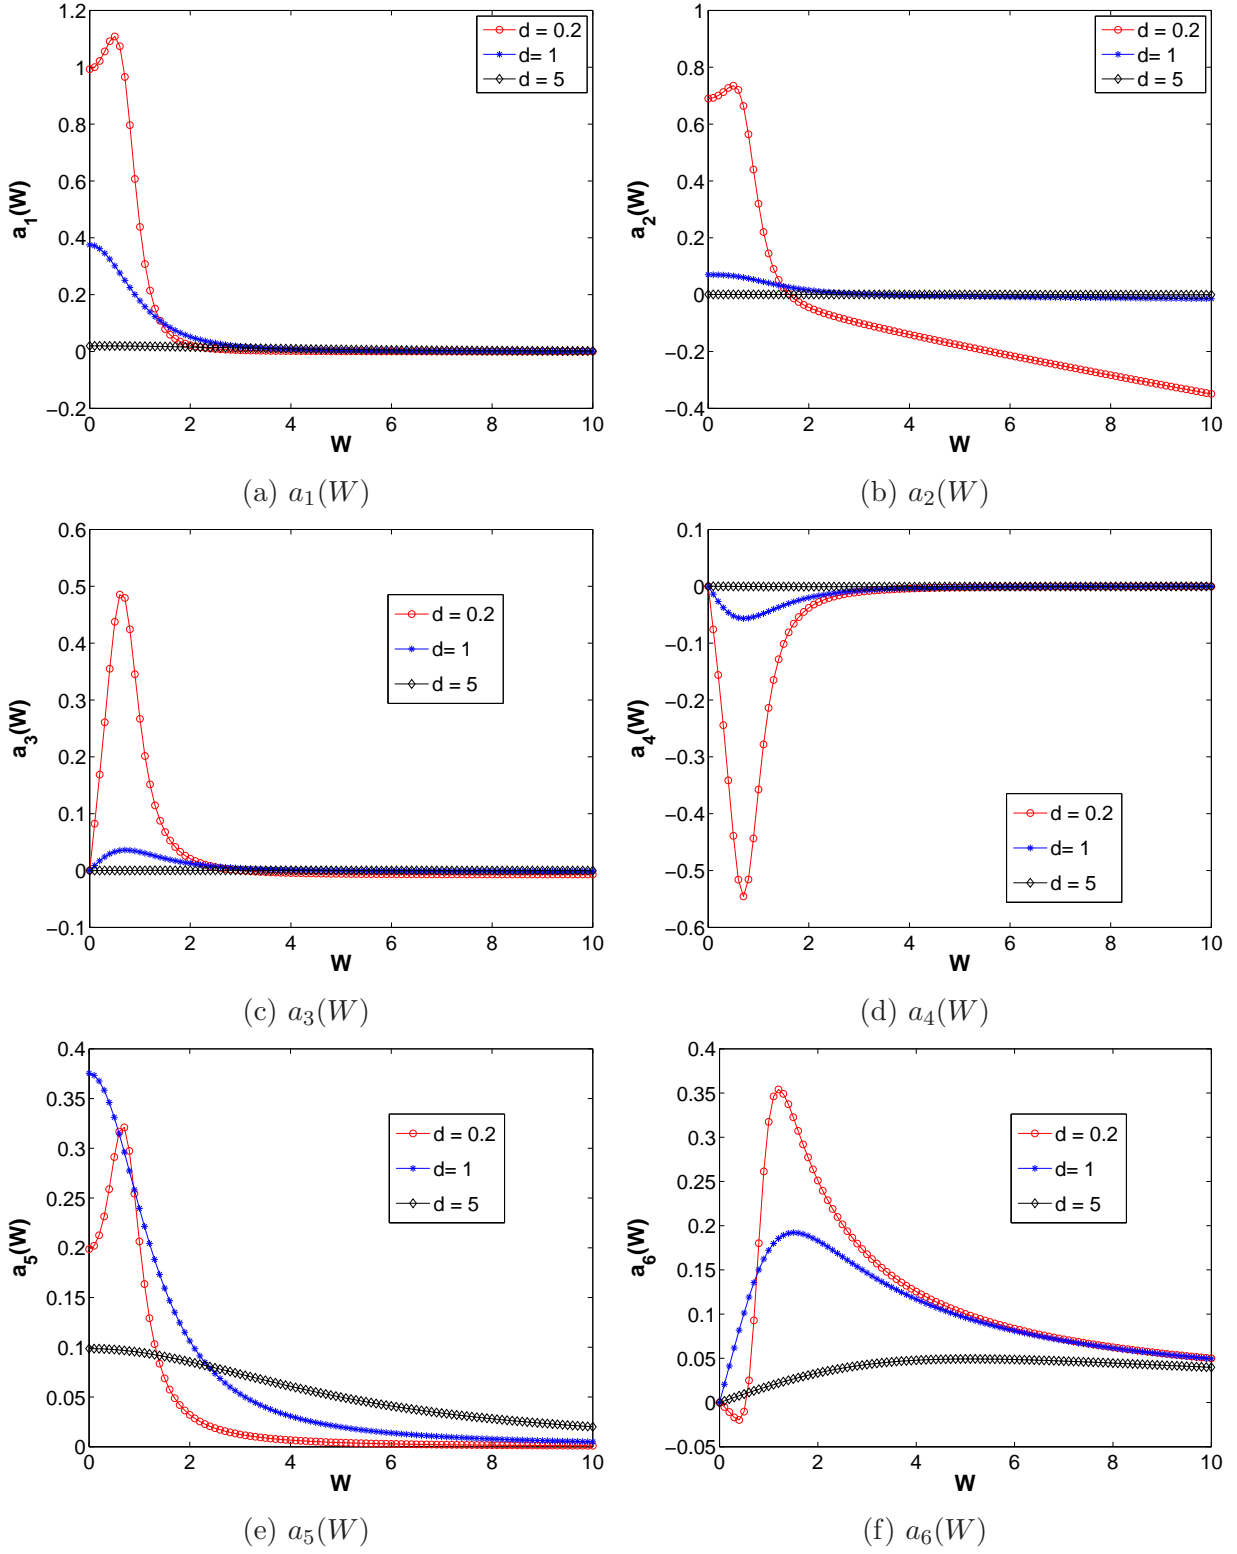 1.2
1
0.8
0.6
0.4
0.2
0
−0.2
0 2 4 6 8 10
a1(W)
W
d = 0.2
d= 1
d = 5
(a) a1(W)
1
0.8
0.6
0.4
0.2
0
−0.2
−0.4
0 2 4 6 8 10
a2(W)
W
d = 0.2
d= 1
d = 5
(b) a2(W)
0.6
0.5
0.4
0.3
0.2
0.1
0
−0.1
0 2 4 6 8 10
a3(W)
W
d = 0.2
d= 1
d = 5
(c) a3(W)
0.1
0
−0.1
−0.2
−0.3
−0.4
−0.5
−0.6
0 2 4 6 8 10
a4(W)
W
d = 0.2
d= 1
d = 5
(d) a4(W)
0.4
0.35
0.3
0.25
0.2
0.15
0.1
0.05
0
0 2 4 6 8 10
a5(W)
W
d = 0.2
d= 1
d = 5
(e) a5(W)
0.4
0.35
0.3
0.25
0.2
0.15
0.1
0.05
0
−0.05
0 2 4 6 8 10
a6(W)
W
d = 0.2
d= 1
d = 5
(f) a6(W)